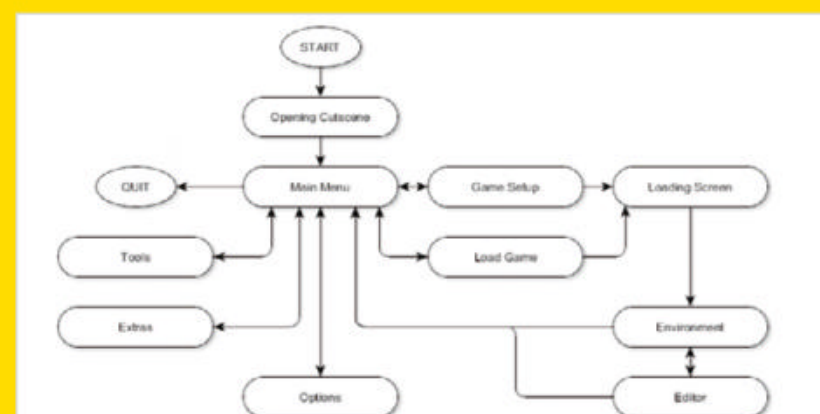 START
Opening Cutscene
QUIT
Main Menu
Game Setup
Loading Screen
Tools
Load Game
Extras
Environment
Options
Editor